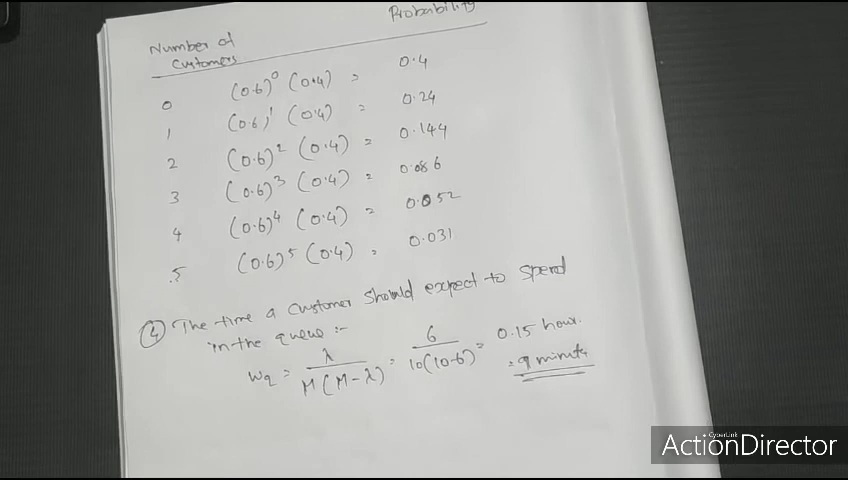 Number of Probability
Customers
0 (0.6)⁰ (0.4) = 0.4
1 (0.6)¹ (0.4) = 0.24
2 (0.6)² (0.4) = 0.144
3 (0.6)³ (0.4) = 0.086
4 (0.6)⁴ (0.4) = 0.052
5 (0.6)⁵ (0.4) = 0.031
④ The time a customer should expect to spend
in the queue :-
Wq = λ / M(M-λ) = 6 / 10(10-6) = 0.15 hour.
= 9 minute
CyberLink
ActionDirector